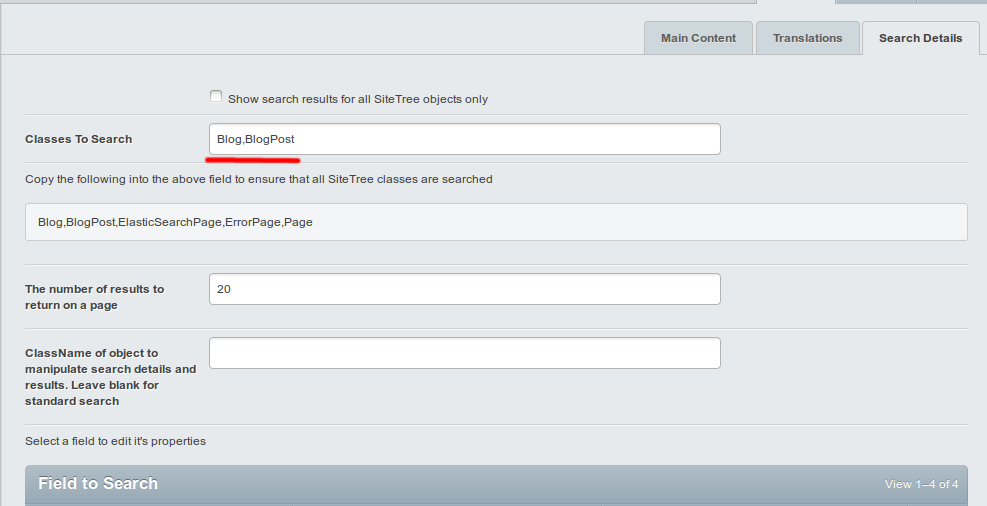 Main Content
Translations
Search Details
Show search results for all SiteTree objects only
Classes To Search
Blog,BlogPost
Copy the following into the above field to ensure that all SiteTree classes are searched
Blog,BlogPost,ElasticSearchPage,ErrorPage,Page
The number of results to
return on a page
20
ClassName of object to
manipulate search details and
results. Leave blank for
standard search
Select a field to edit it's properties
Field to Search
View 1–4 of 4